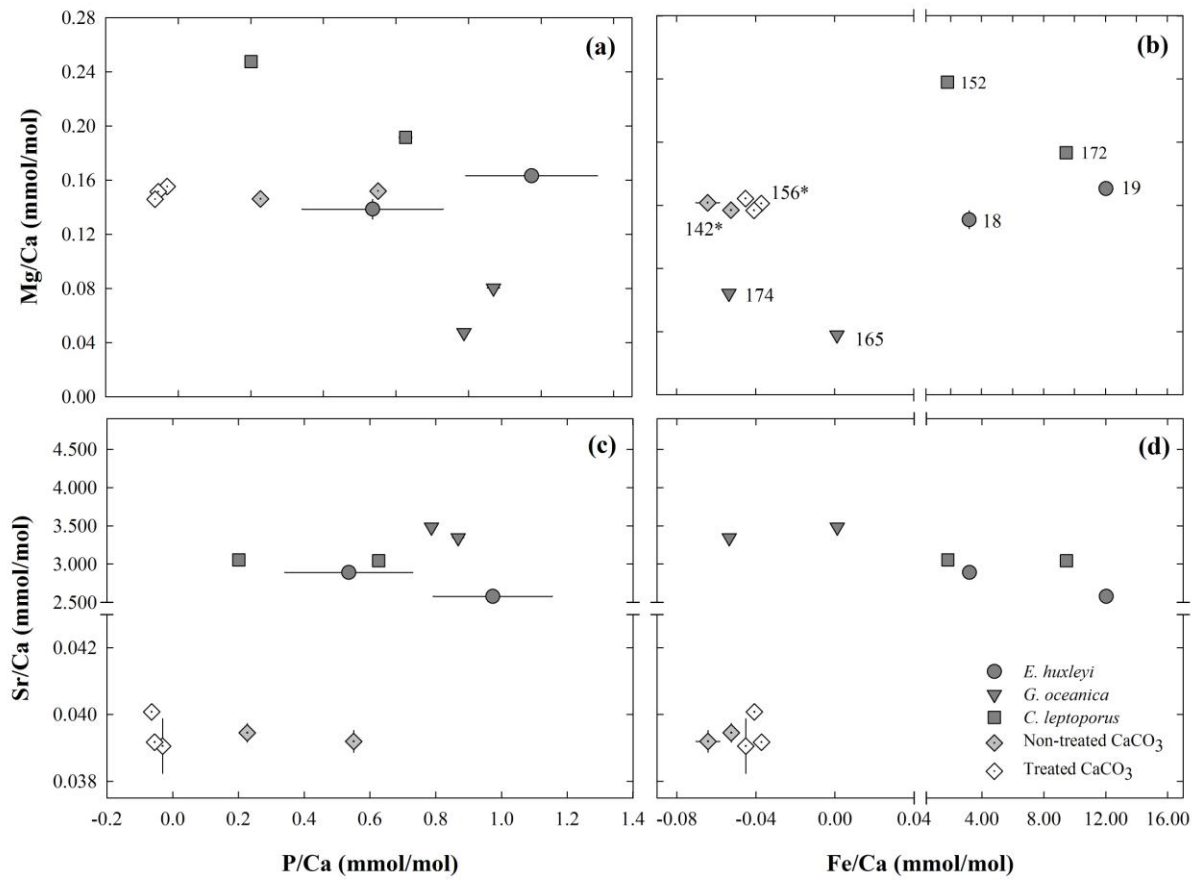 0.28
0.24
0.20
0.16
0.12
0.08
0.04
0.00
Mg/Ca (mmol/mol)
(a)
(b)
152
172
19
18
156*
142*
174
165
4.500
4.000
3.500
3.000
2.500
0.042
0.040
0.038
Sr/Ca (mmol/mol)
(c)
(d)
E. huxleyi
G. oceanica
C. leptoporus
Non-treated CaCO₃
Treated CaCO₃
-0.2 0.0 0.2 0.4 0.6 0.8 1.0 1.2 1.4
-0.08 -0.04 0.00 0.04 4.00 8.00 12.00 16.00
P/Ca (mmol/mol)
Fe/Ca (mmol/mol)